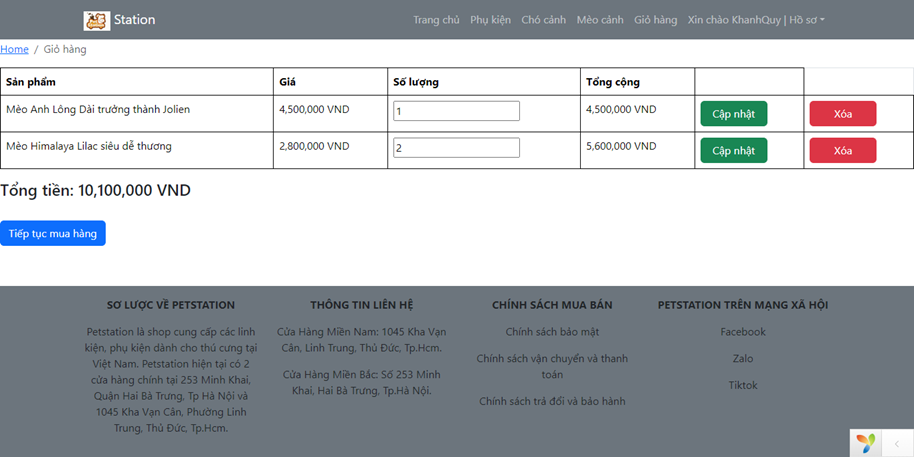 Station
Trang chủ Phụ kiện Chó cảnh Mèo cảnh Giỏ hàng Xin chào KhanhQuy | Hồ sơ
Home / Giỏ hàng
Sản phẩm Giá Số lượng Tổng cộng
Mèo Anh Lông Dài trưởng thành Jolien 4,500,000 VND 1 4,500,000 VND Cập nhật Xóa
Mèo Himalaya Lilac siêu dễ thương 2,800,000 VND 2 5,600,000 VND Cập nhật Xóa
Tổng tiền: 10,100,000 VND
Tiếp tục mua hàng
SƠ LƯỢC VỀ PETSTATION
Petstation là shop cung cấp các linh
kiện, phụ kiện dành cho thú cưng tại
Việt Nam. Petstation hiện tại có 2
cửa hàng chính tại 253 Minh Khai,
Quận Hai Bà Trưng, Tp Hà Nội và
1045 Kha Vạn Cân, Phường Linh
Trung, Thủ Đức, Tp.Hcm.
THÔNG TIN LIÊN HỆ
Cửa Hàng Miền Nam: 1045 Kha Vạn
Cân, Linh Trung, Thủ Đức, Tp.Hcm.
Cửa Hàng Miền Bắc: Số 253 Minh
Khai, Hai Bà Trưng, Tp.Hà Nội.
CHÍNH SÁCH MUA BÁN
Chính sách bảo mật
Chính sách vận chuyển và thanh
toán
Chính sách trả đổi và bảo hành
PETSTATION TRÊN MẠNG XÃ HỘI
Facebook
Zalo
Tiktok